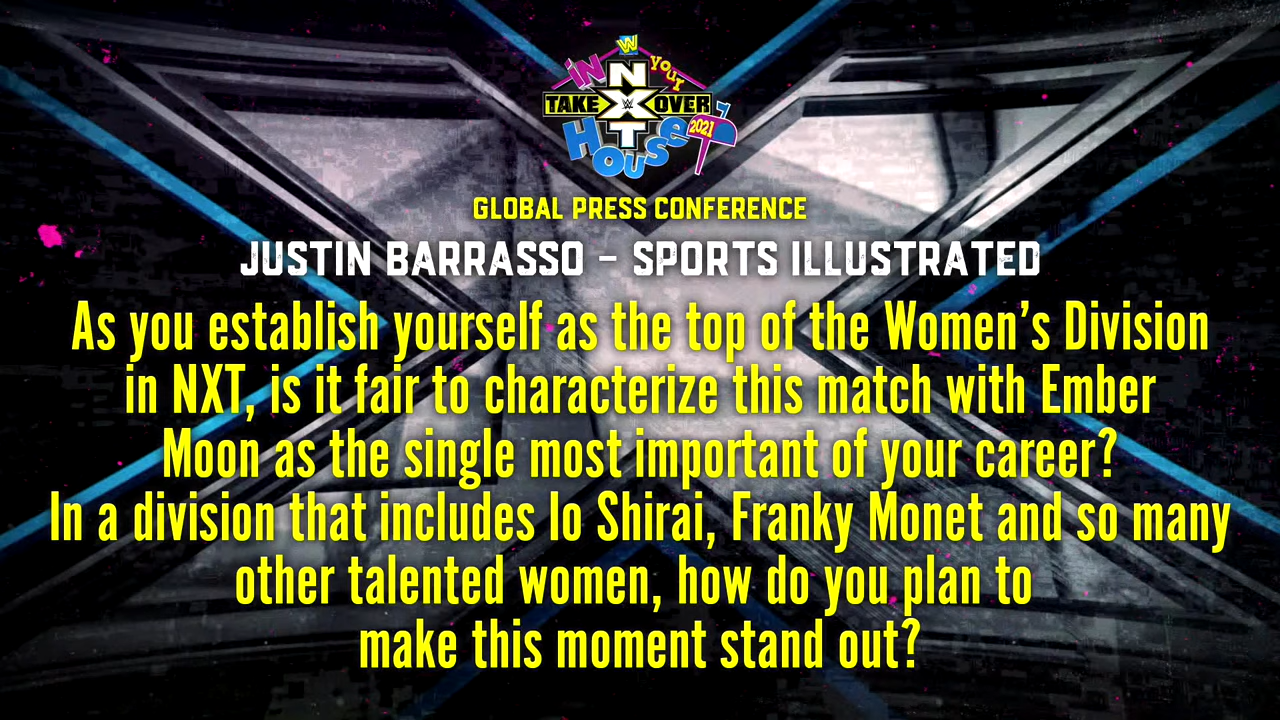 W
IN YOUR
NXT
TAKE OVER
HOUSE 2021
GLOBAL PRESS CONFERENCE
JUSTIN BARRASSO – SPORTS ILLUSTRATED
As you establish yourself as the top of the Women’s Division
in NXT, is it fair to characterize this match with Ember
Moon as the single most important of your career?
In a division that includes Io Shirai, Franky Monet and so many
other talented women, how do you plan to
make this moment stand out?